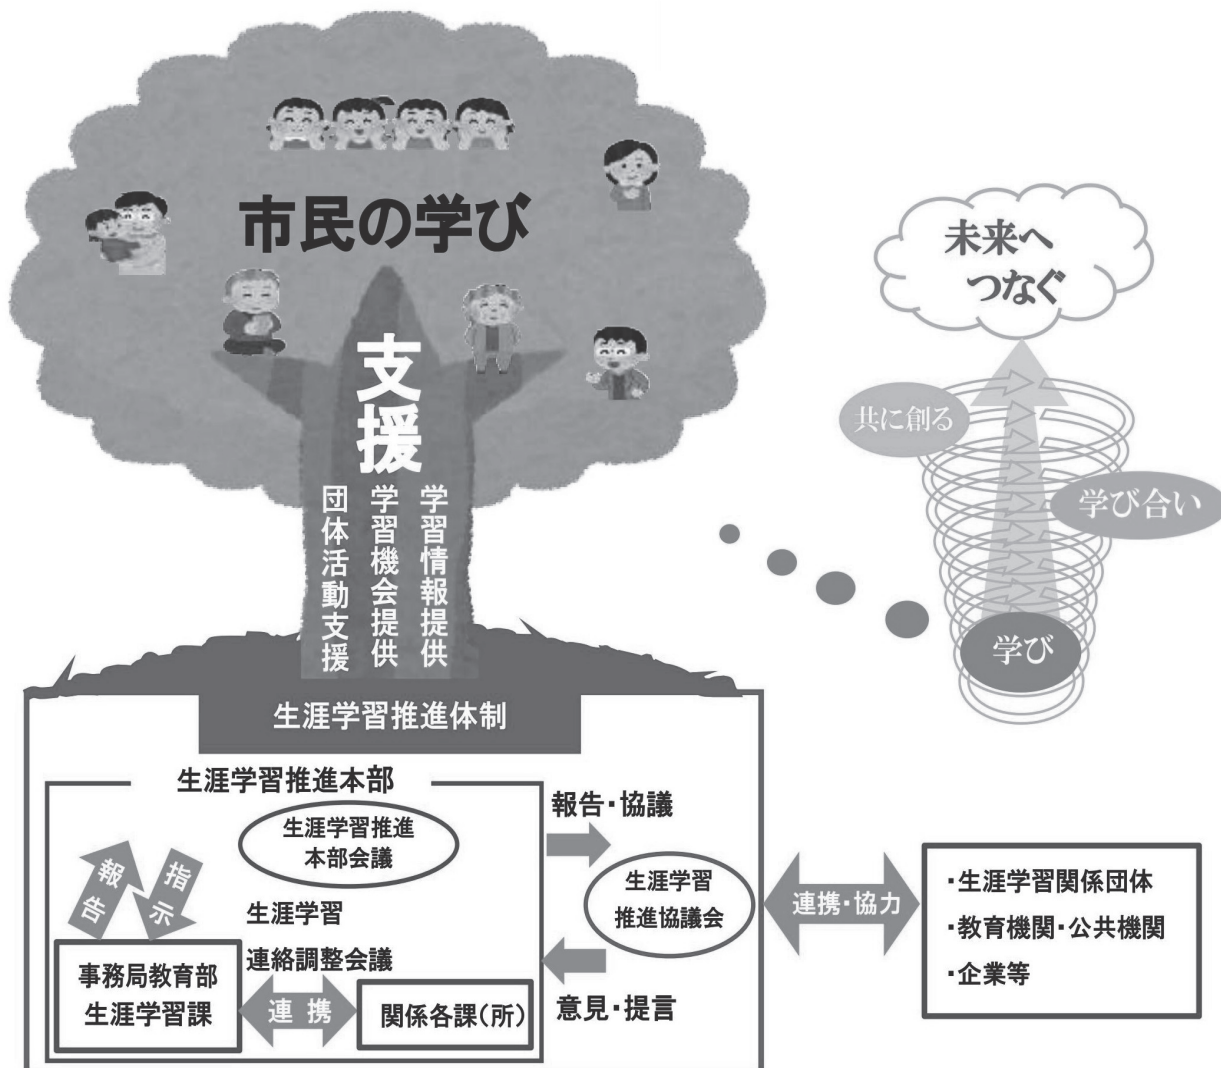 市民の学び
支援
団体活動支援
学習機会提供
学習情報提供
未来へ
つなぐ
共に創る
学び合い
学び
生涯学習推進体制
生涯学習推進本部
生涯学習推進
本部会議
報告
指示
生涯学習
連絡調整会議
事務局教育部
生涯学習課
連携
関係各課(所)
報告・協議
生涯学習
推進協議会
意見・提言
連携・協力
・生涯学習関係団体
・教育機関・公共機関
・企業等